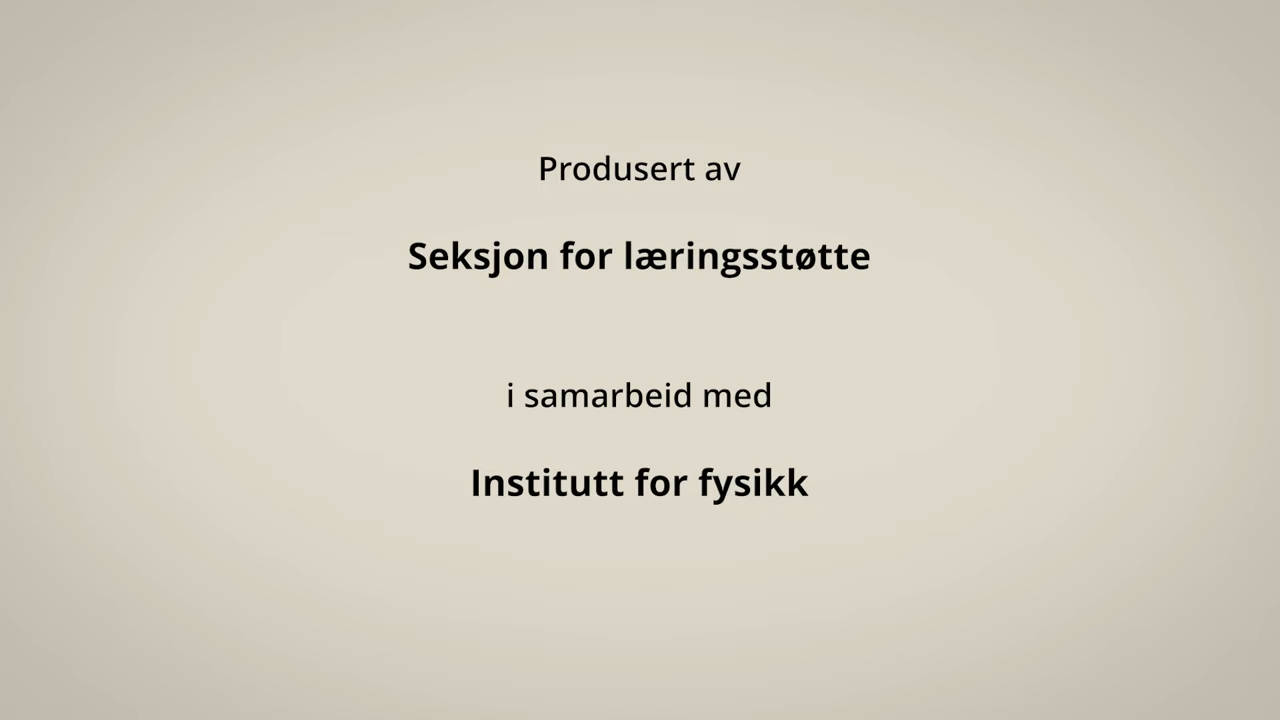 Produsert av
Seksjon for læringsstøtte
i samarbeid med
Institutt for fysikk